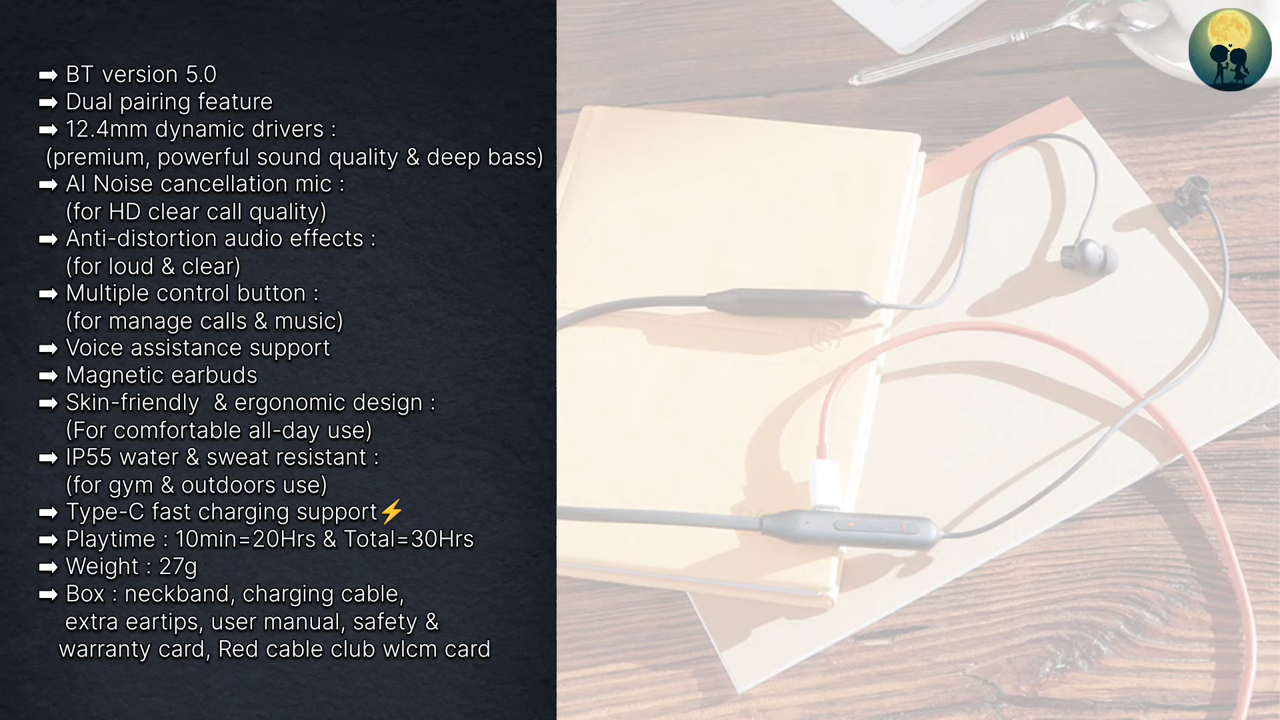 ➡ BT version 5.0
➡ Dual pairing feature
➡ 12.4mm dynamic drivers :
(premium, powerful sound quality & deep bass)
➡ AI Noise cancellation mic :
(for HD clear call quality)
➡ Anti-distortion audio effects :
(for loud & clear)
➡ Multiple control button :
(for manage calls & music)
➡ Voice assistance support
➡ Magnetic earbuds
➡ Skin-friendly  & ergonomic design :
(For comfortable all-day use)
➡ IP55 water & sweat resistant :
(for gym & outdoors use)
➡ Type-C fast charging support⚡
➡ Playtime : 10min=20Hrs & Total=30Hrs
➡ Weight : 27g
➡ Box : neckband, charging cable,
extra eartips, user manual, safety &
warranty card, Red cable club wlcm card